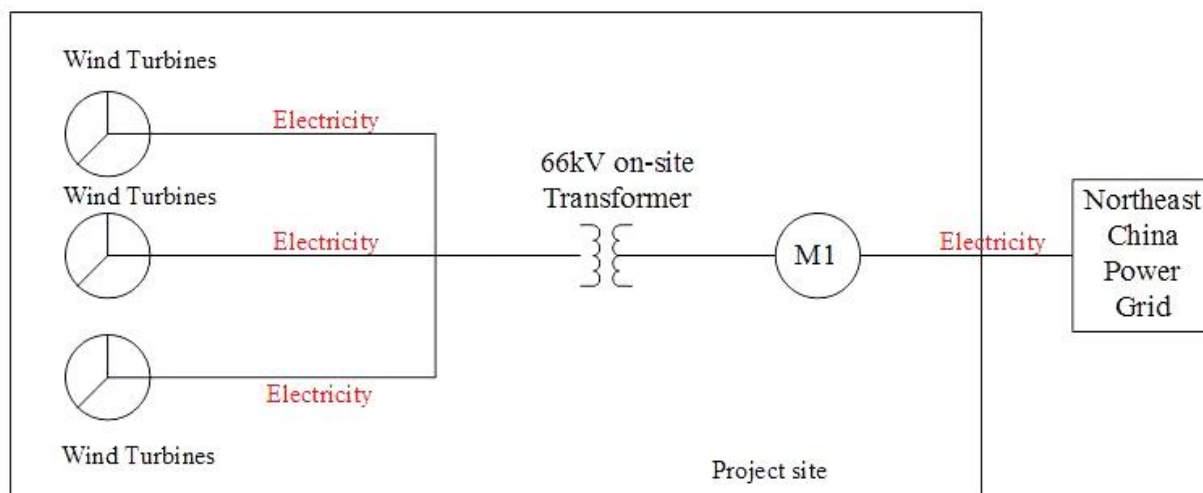 Wind Turbines
Electricity
Wind Turbines
Electricity
Electricity
Wind Turbines
66kV on-site
Transformer
M1
Electricity
Northeast
China
Power
Grid
Project site